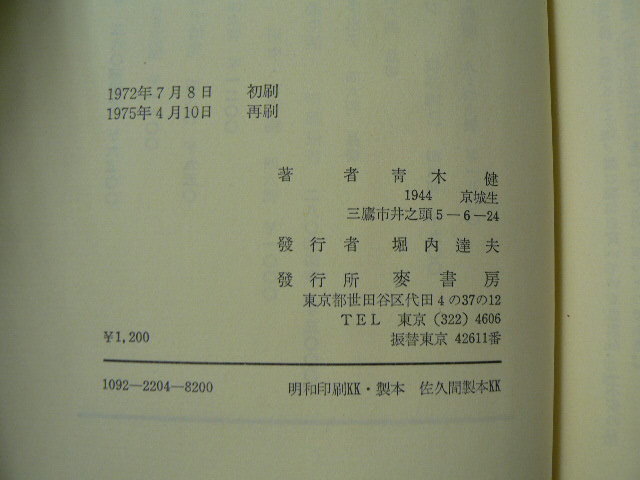 1972年7月8日 初刷
1975年4月10日 再刷
著者 青木健
1944 京城生
三鷹市井之頭5-6-24
發行者 堀内達夫
發行所 麥書房
東京都世田谷区代田4の37の12
TEL 東京(322)4606
振替東京 42611番
¥1,200
1092-2204-8200 明和印刷KK・製本 佐久間製本KK